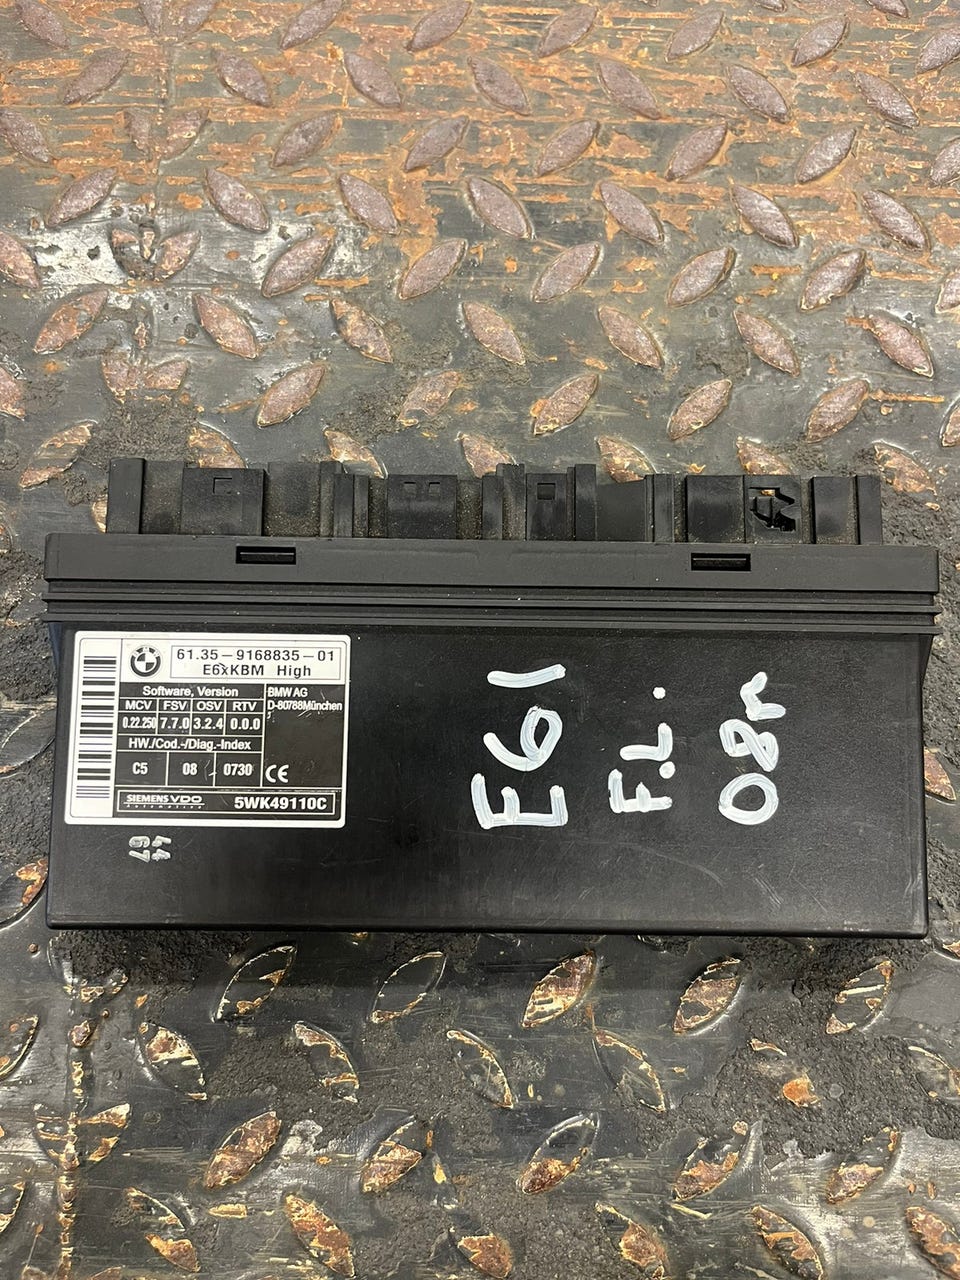 61.35-9168835-01
E6xKBM High
Software, Version
MCV FSV OSV RTV
0.22.250 7.7.0 3.2.4 0.0.0
BMW AG
D-80788München
HW./Cod.-/Diag.-Index
C5 08 0730
CE
SIEMENS VDO
Automotive
5WK49110C
E61
F.L.
08r